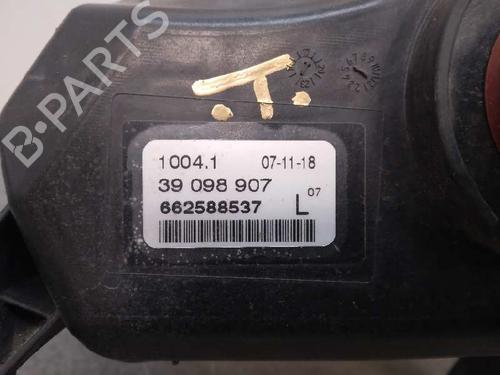 .T.
1004.1 07-11-18
39 098 907
07
662588537 L
B-PARTS